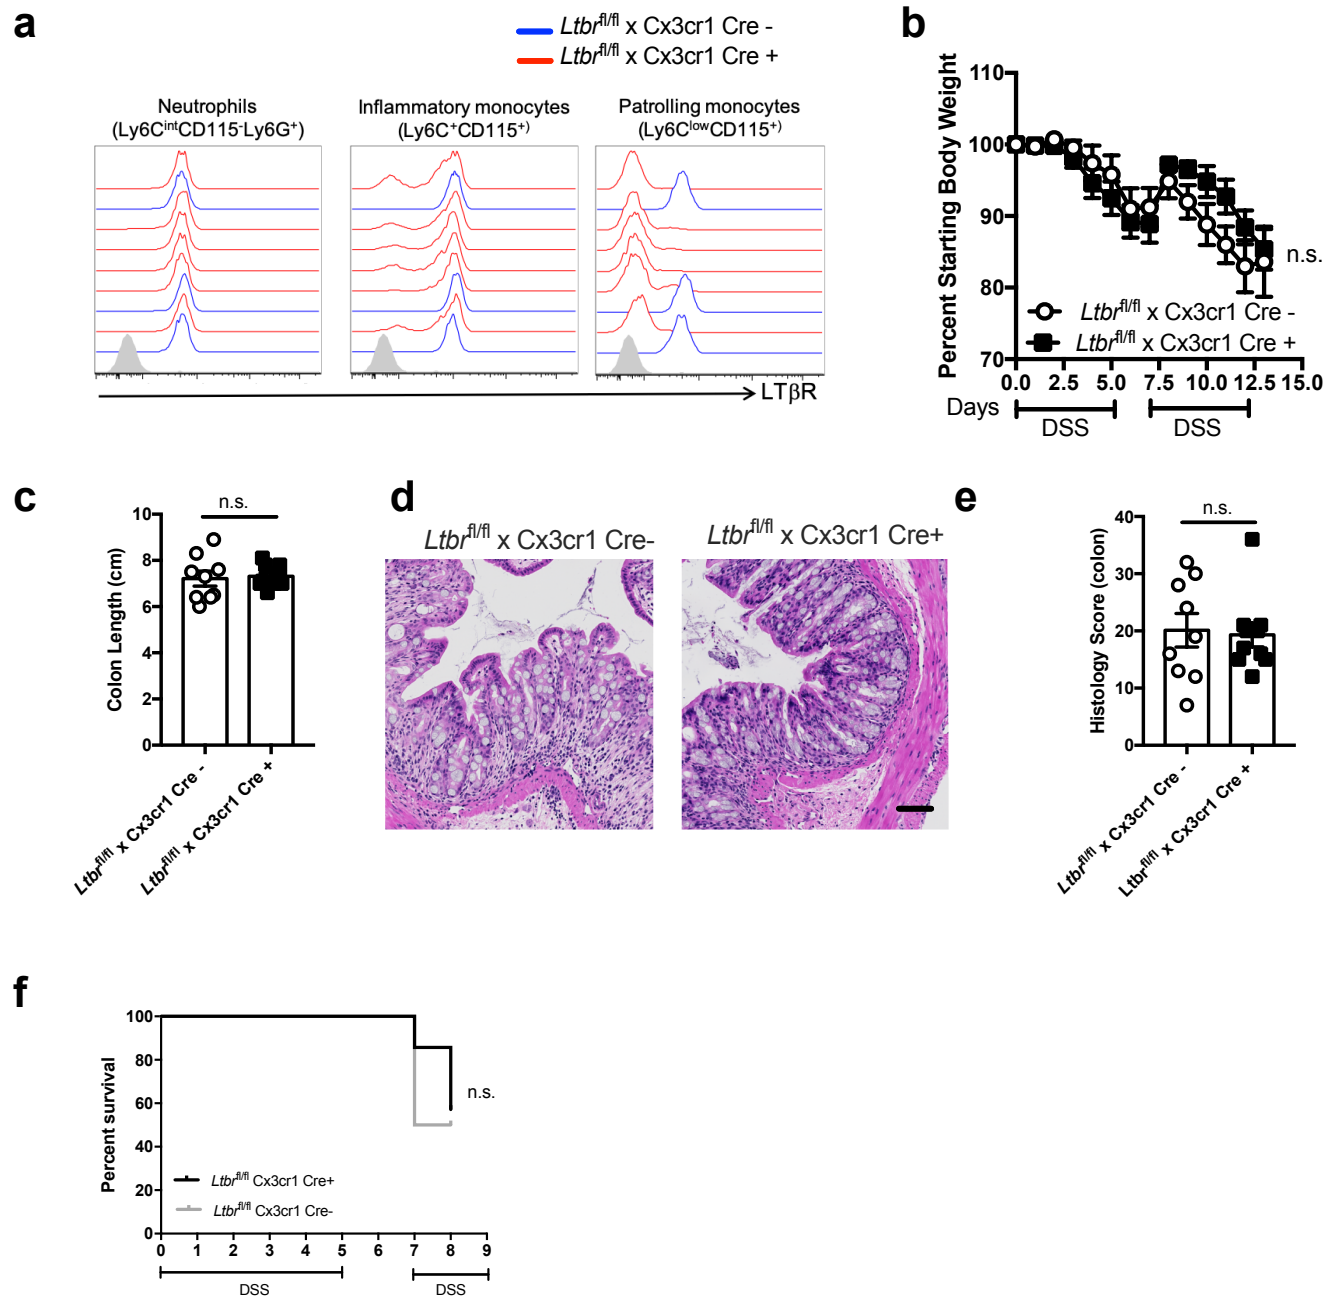 a
Ltbrfl/fl x Cx3cr1 Cre -
Ltbrfl/fl x Cx3cr1 Cre +
Neutrophils
(Ly6CintCD115-Ly6G+)
Inflammatory monocytes
(Ly6C+CD115+)
Patrolling monocytes
(Ly6ClowCD115+)
LTβR
b
Percent Starting Body Weight
110
100
90
80
70
n.s.
Ltbrfl/fl x Cx3cr1 Cre -
Ltbrfl/fl x Cx3cr1 Cre +
0.0 2.5 5.0 7.5 10.0 12.5 15.0
Days
DSS
DSS
c
n.s.
Colon Length (cm)
10
8
6
4
2
0
Ltbrfl/fl x Cx3cr1 Cre -
Ltbrfl/fl x Cx3cr1 Cre +
d
Ltbrfl/fl x Cx3cr1 Cre-
Ltbrfl/fl x Cx3cr1 Cre+
e
n.s.
Histology Score (colon)
40
30
20
10
0
Ltbrfl/fl x Cx3cr1 Cre -
Ltbrfl/fl x Cx3cr1 Cre +
f
Percent survival
100
80
60
40
20
0
n.s.
Ltbrfl/fl Cx3cr1 Cre+
Ltbrfl/fl Cx3cr1 Cre-
0 1 2 3 4 5 6 7 8 9
DSS
DSS